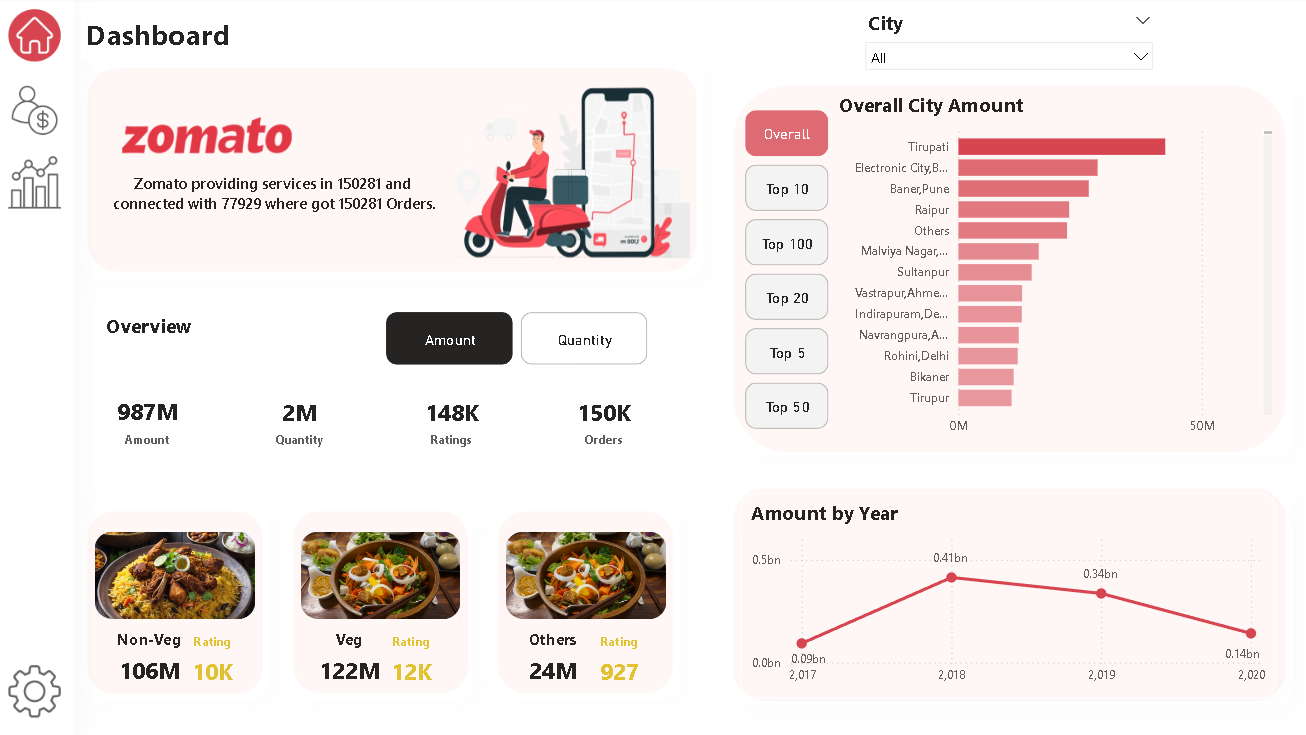 Dashboard
City
All
zomato
Zomato providing services in 150281 and
connected with 77929 where got 150281 Orders.
Overall City Amount
Overall
Top 10
Top 100
Top 20
Top 5
Top 50
Tirupati
Electronic City,B...
Baner,Pune
Raipur
Others
Malviya Nagar,...
Sultanpur
Vastrapur,Ahme...
Indirapuram,De...
Navrangpura,A...
Rohini,Delhi
Bikaner
Tirupur
0M 50M
Overview
Amount Quantity
987M 2M 148K 150K
Amount Quantity Ratings Orders
Non-Veg Rating
106M 10K
Veg Rating
122M 12K
Others Rating
24M 927
Amount by Year
0.5bn
0.0bn
0.09bn 0.41bn 0.34bn 0.14bn
2,017 2,018 2,019 2,020